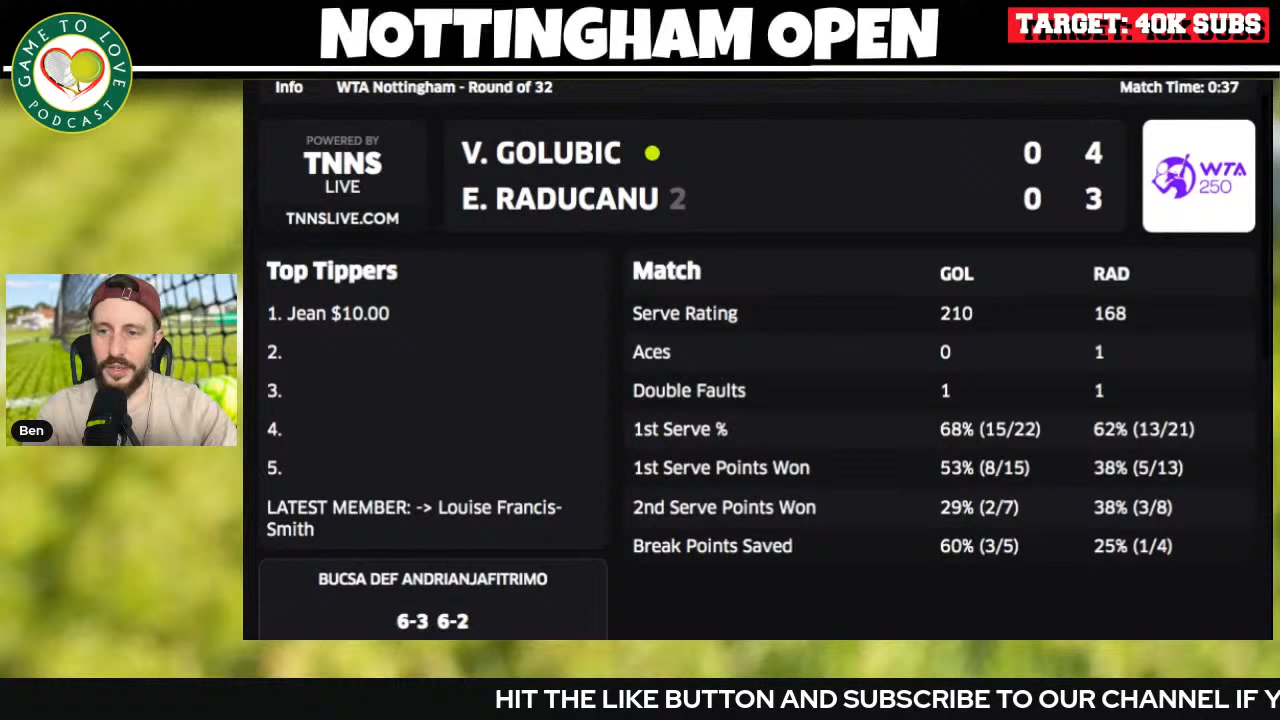 GAME TO LOVE
PODCAST
NOTTINGHAM OPEN
TARGET: 40K SUBS
Info WTA Nottingham - Round of 32 Match Time: 0:37
POWERED BY
TNNS
LIVE
TNNSLIVE.COM
V. GOLUBIC 0 4
E. RADUCANU 2 0 3
WTA
250
Top Tippers
1. Jean $10.00
2.
3.
4.
5.
LATEST MEMBER: -> Louise Francis-
Smith
BUCSA DEF ANDRIANJAFITRIMO
6-3 6-2
Match GOL RAD
Serve Rating 210 168
Aces 0 1
Double Faults 1 1
1st Serve % 68% (15/22) 62% (13/21)
1st Serve Points Won 53% (8/15) 38% (5/13)
2nd Serve Points Won 29% (2/7) 38% (3/8)
Break Points Saved 60% (3/5) 25% (1/4)
Ben
HIT THE LIKE BUTTON AND SUBSCRIBE TO OUR CHANNEL IF Y